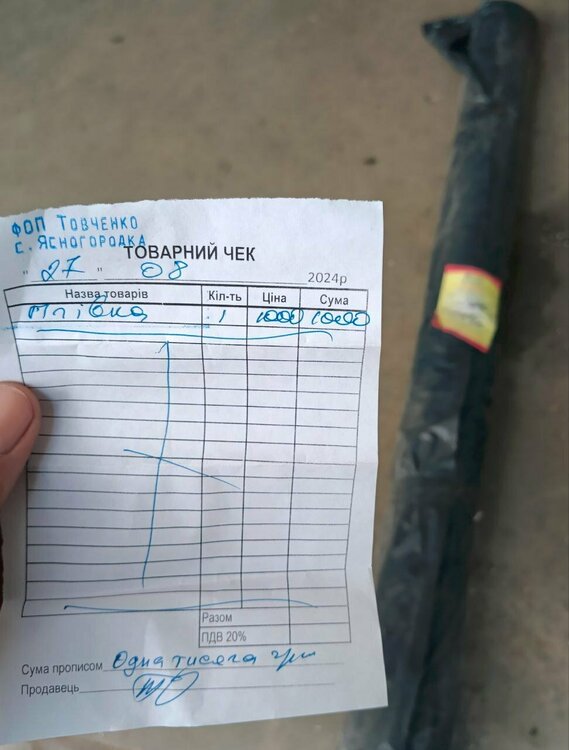 ФОП ТОВЧЕНКО
с. ЯСНОГОРОДКА
ТОВАРНИЙ ЧЕК
"27" 08 2024р
Назва товарів Кіл-ть Ціна Сума
Плівка 1 1000 1000
Разом
ПДВ 20%
Сума прописом Одна тисяча грн
Продавець